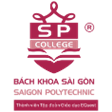 SP
COLLEGE
BÁCH KHOA SÀI GÒN
SAIGON POLYTECHNIC